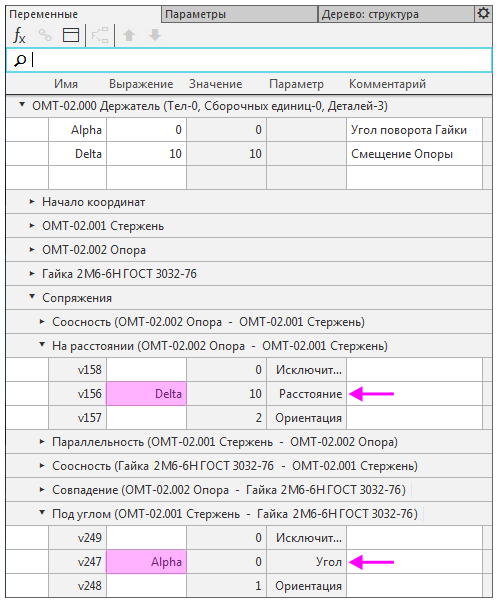 Переменные Параметры Дерево: структура
fx
Имя Выражение Значение Параметр Комментарий
ОМТ-02.000 Держатель (Тел-0, Сборочных единиц-0, Деталей-3)
Alpha 0 0 Угол поворота Гайки
Delta 10 10 Смещение Опоры
Начало координат
ОМТ-02.001 Стержень
ОМТ-02.002 Опора
Гайка 2М6-6Н ГОСТ 3032-76
Сопряжения
Соосность (ОМТ-02.002 Опора - ОМТ-02.001 Стержень)
На расстоянии (ОМТ-02.002 Опора - ОМТ-02.001 Стержень)
v158 0 Исключит...
v156 Delta 10 Расстояние
v157 2 Ориентация
Параллельность (ОМТ-02.001 Стержень - ОМТ-02.002 Опора)
Соосность (Гайка 2М6-6Н ГОСТ 3032-76 - ОМТ-02.001 Стержень)
Совпадение (ОМТ-02.002 Опора - Гайка 2М6-6Н ГОСТ 3032-76)
Под углом (ОМТ-02.001 Стержень - Гайка 2М6-6Н ГОСТ 3032-76)
v249 0 Исключит...
v247 Alpha 0 Угол
v248 1 Ориентация